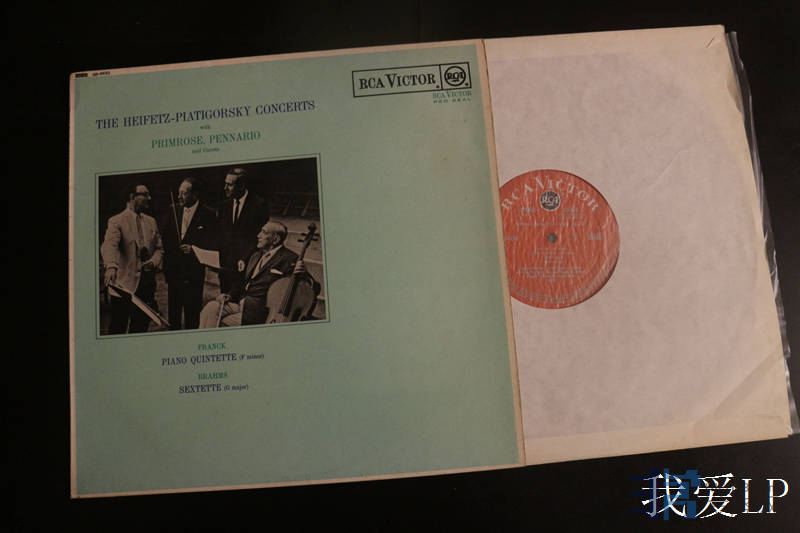 RCA VICTOR
RCA VICTOR
RED SEAL
THE HEIFETZ-PIATIGORSKY CONCERTS
with
PRIMROSE, PENNARIO
and Guests
FRANCK
PIANO QUINTETTE (F minor)
BRAHMS
SEXTETTE (G major)
RCA VICTOR
我爱LP